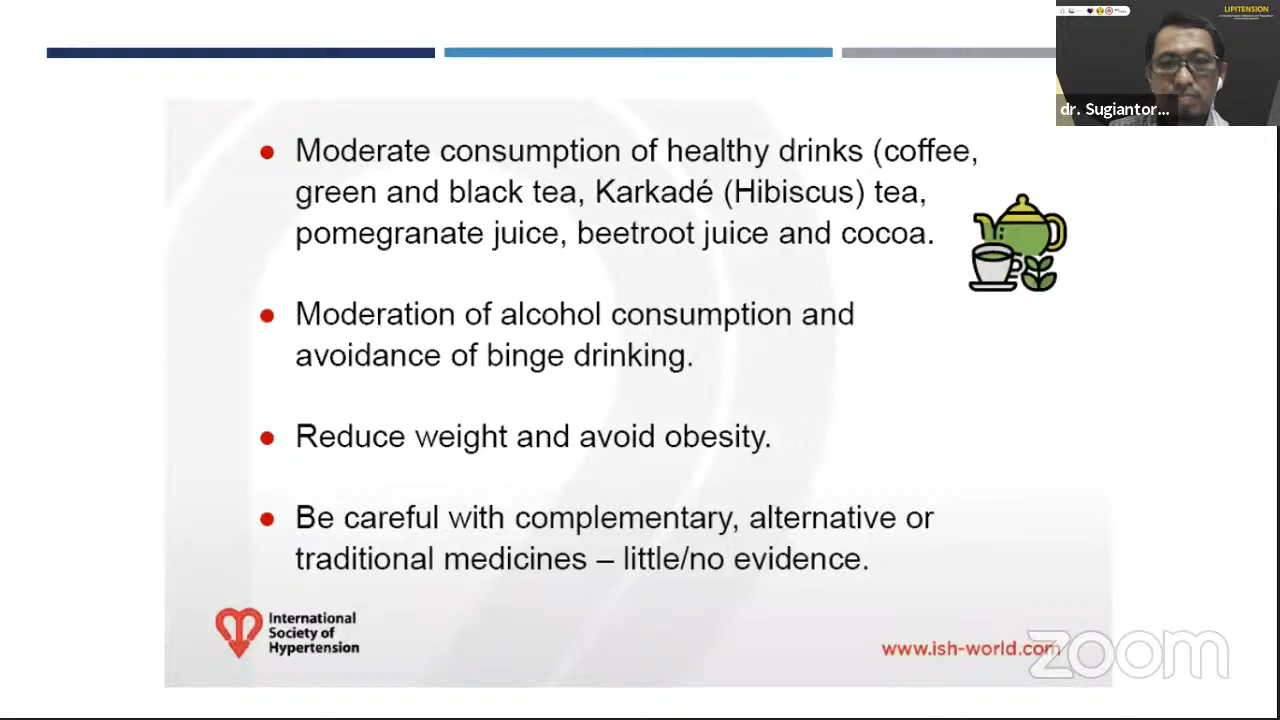 LIPITENSION
dr. Sugiantor...
● Moderate consumption of healthy drinks (coffee,
green and black tea, Karkadé (Hibiscus) tea,
pomegranate juice, beetroot juice and cocoa.
● Moderation of alcohol consumption and
avoidance of binge drinking.
● Reduce weight and avoid obesity.
● Be careful with complementary, alternative or
traditional medicines – little/no evidence.
International
Society of
Hypertension
www.ish-world.com
zoom